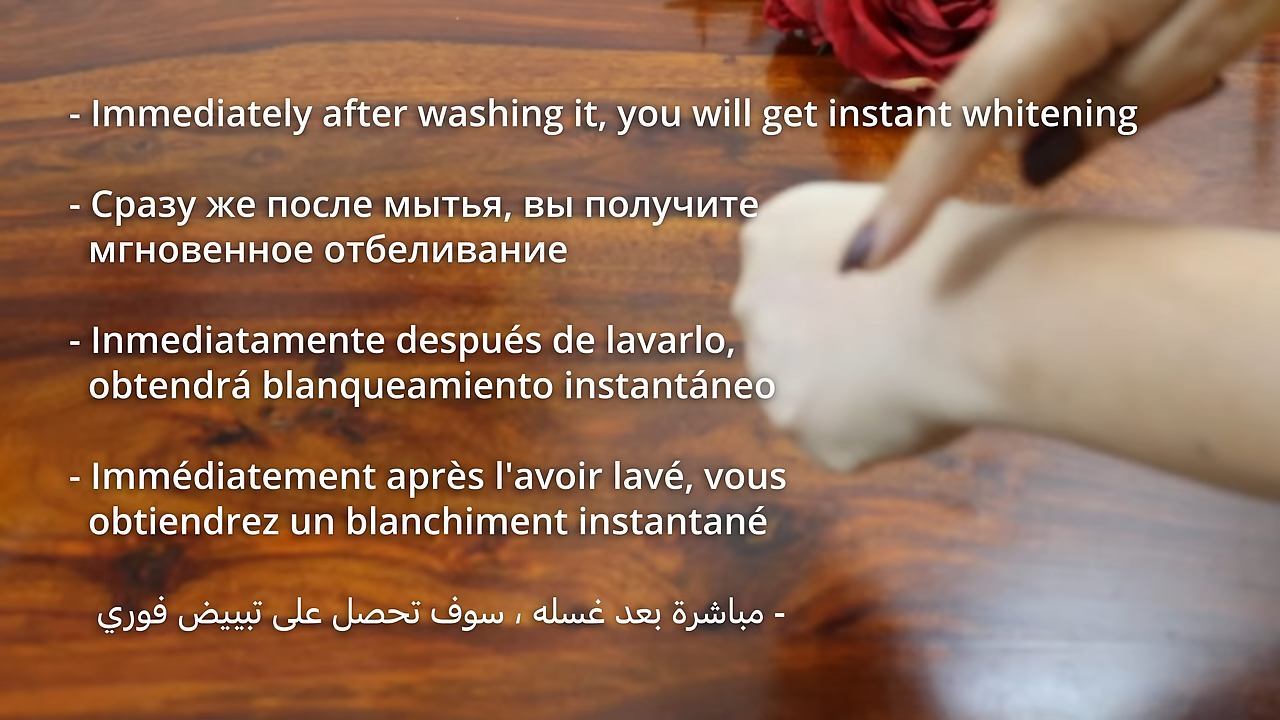 - Immediately after washing it, you will get instant whitening
- Сразу же после мытья, вы получите
мгновенное отбеливание
- Inmediatamente después de lavarlo,
obtendrá blanqueamiento instantáneo
- Immédiatement après l'avoir lavé, vous
obtiendrez un blanchiment instantané
- مباشرة بعد غسله ، سوف تحصل على تبييض فوري